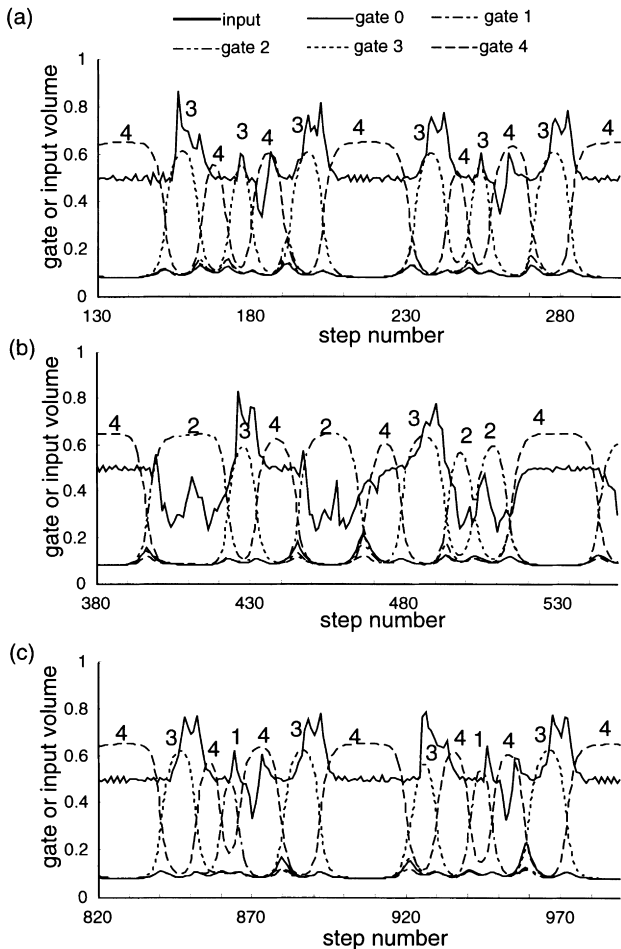 (a)
input gate 0 gate 1
gate 2 gate 3 gate 4
1
0.8
0.6
0.4
0.2
0
gate or input volume
4 3 4 3 4 3 4 3 4 3 4 3 4
130 180 230 280
step number
(b)
1
0.8
0.6
0.4
0.2
0
gate or input volume
4 2 3 4 2 4 3 2 2 4
380 430 480 530
step number
(c)
1
0.8
0.6
0.4
0.2
0
gate or input volume
4 3 4 1 4 3 4 3 4 1 4 3 4
820 870 920 970
step number